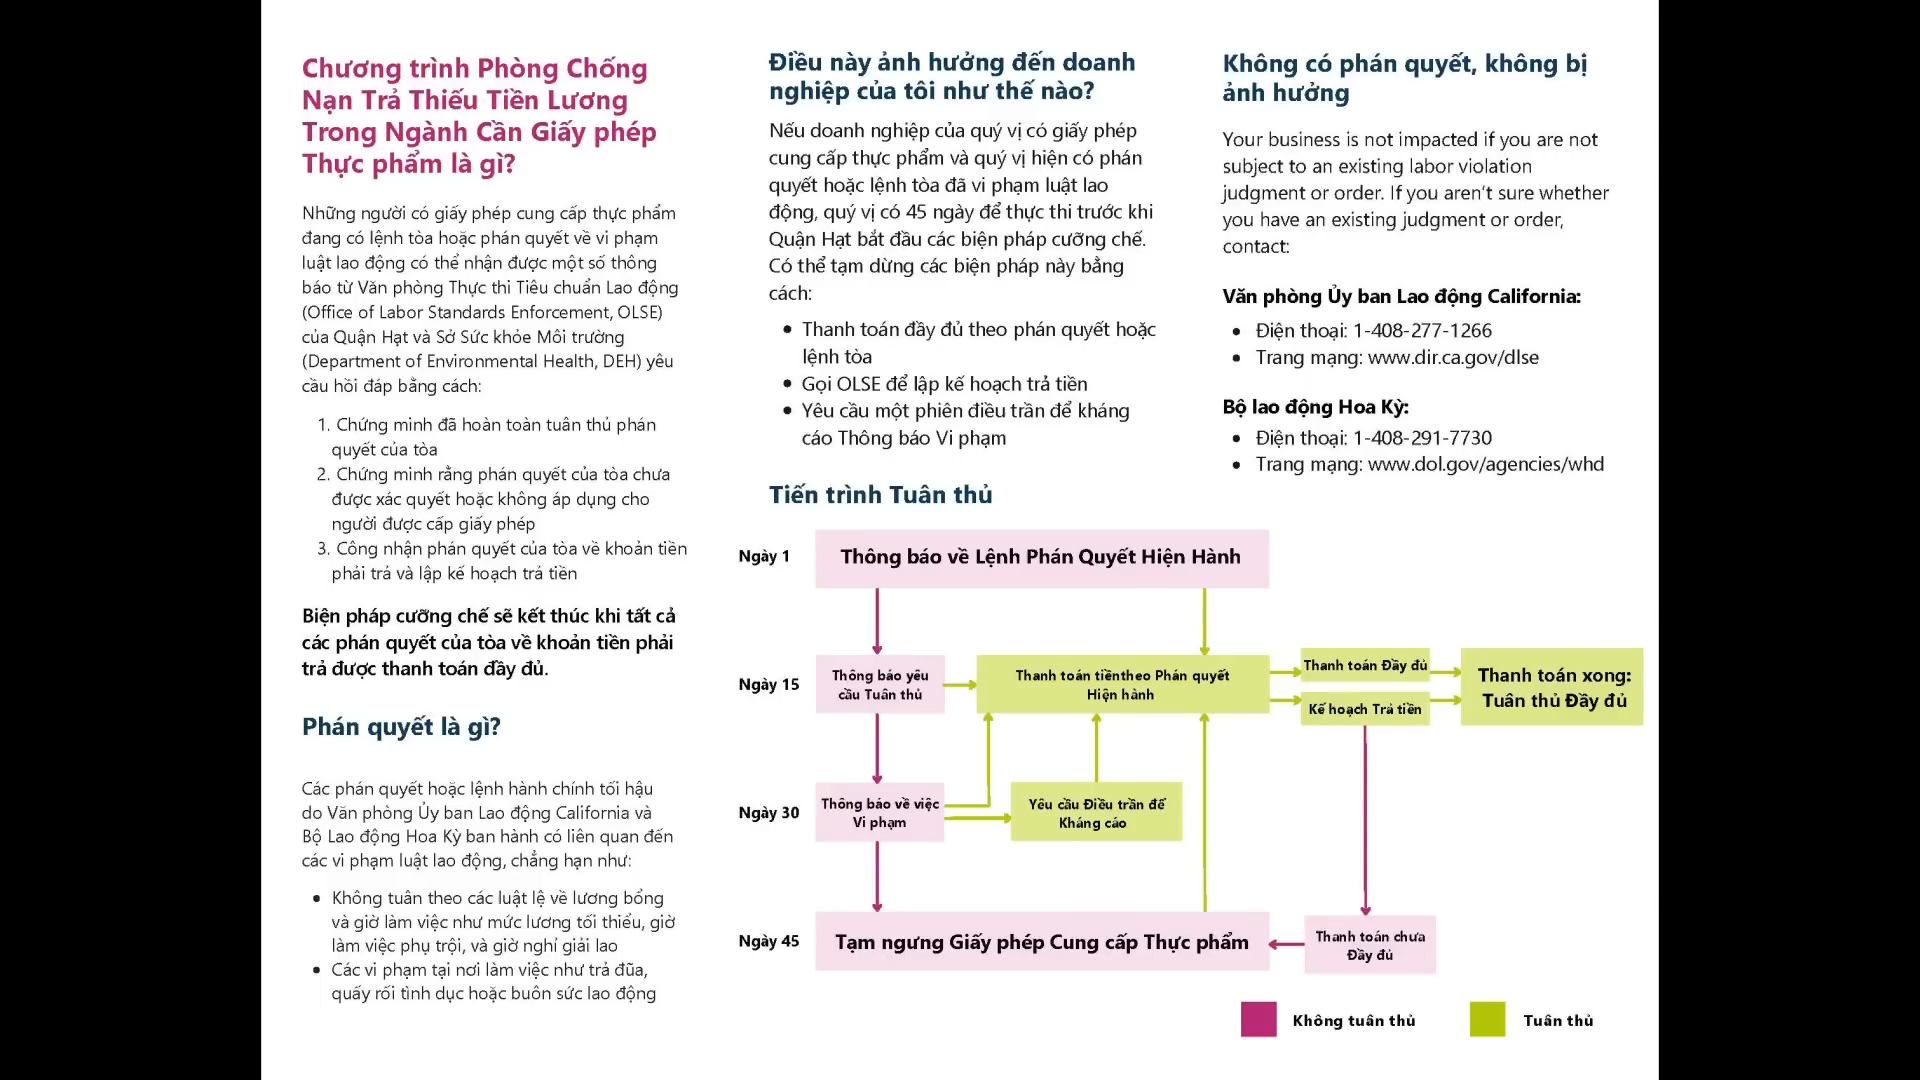 Chương trình Phòng Chống
Nạn Trả Thiếu Tiền Lương
Trong Ngành Cần Giấy phép
Thực phẩm là gì?
Những người có giấy phép cung cấp thực phẩm
đang có lệnh tòa hoặc phán quyết về vi phạm
luật lao động có thể nhận được một số thông
báo từ Văn phòng Thực thi Tiêu chuẩn Lao động
(Office of Labor Standards Enforcement, OLSE)
của Quận Hạt và Sở Sức khỏe Môi trường
(Department of Environmental Health, DEH) yêu
cầu hồi đáp bằng cách:
1. Chứng minh đã hoàn toàn tuân thủ phán
quyết của tòa
2. Chứng minh rằng phán quyết của tòa chưa
được xác quyết hoặc không áp dụng cho
người được cấp giấy phép
3. Công nhận phán quyết của tòa về khoản tiền
phải trả và lập kế hoạch trả tiền
Biện pháp cưỡng chế sẽ kết thúc khi tất cả
các phán quyết của tòa về khoản tiền phải
trả được thanh toán đầy đủ.
Phán quyết là gì?
Các phán quyết hoặc lệnh hành chính tối hậu
do Văn phòng Ủy ban Lao động California và
Bộ Lao động Hoa Kỳ ban hành có liên quan đến
các vi phạm luật lao động, chẳng hạn như:
• Không tuân theo các luật lệ về lương bổng
và giờ làm việc như mức lương tối thiểu, giờ
làm việc phụ trội, và giờ nghỉ giải lao
• Các vi phạm tại nơi làm việc như trả đũa,
quấy rối tình dục hoặc buôn sức lao động
Điều này ảnh hưởng đến doanh
nghiệp của tôi như thế nào?
Nếu doanh nghiệp của quý vị có giấy phép
cung cấp thực phẩm và quý vị hiện có phán
quyết hoặc lệnh tòa đã vi phạm luật lao
động, quý vị có 45 ngày để thực thi trước khi
Quận Hạt bắt đầu các biện pháp cưỡng chế.
Có thể tạm dừng các biện pháp này bằng
cách:
• Thanh toán đầy đủ theo phán quyết hoặc
lệnh tòa
• Gọi OLSE để lập kế hoạch trả tiền
• Yêu cầu một phiên điều trần để kháng
cáo Thông báo Vi phạm
Không có phán quyết, không bị
ảnh hưởng
Your business is not impacted if you are not
subject to an existing labor violation
judgment or order. If you aren't sure whether
you have an existing judgment or order,
contact:
Văn phòng Ủy ban Lao động California:
• Điện thoại: 1-408-277-1266
• Trang mạng: www.dir.ca.gov/dlse
Bộ lao động Hoa Kỳ:
• Điện thoại: 1-408-291-7730
• Trang mạng: www.dol.gov/agencies/whd
Tiến trình Tuân thủ
Ngày 1
Thông báo về Lệnh Phán Quyết Hiện Hành
Ngày 15
Thông báo yêu
cầu Tuân thủ
Thanh toán tiềntheo Phán quyết
Hiện hành
Thanh toán Đầy đủ
Kế hoạch Trả tiền
Thanh toán xong:
Tuân thủ Đầy đủ
Ngày 30
Thông báo về việc
Vi phạm
Yêu cầu Điều trần để
Kháng cáo
Ngày 45
Tạm ngưng Giấy phép Cung cấp Thực phẩm
Thanh toán chưa
Đầy đủ
Không tuân thủ
Tuân thủ